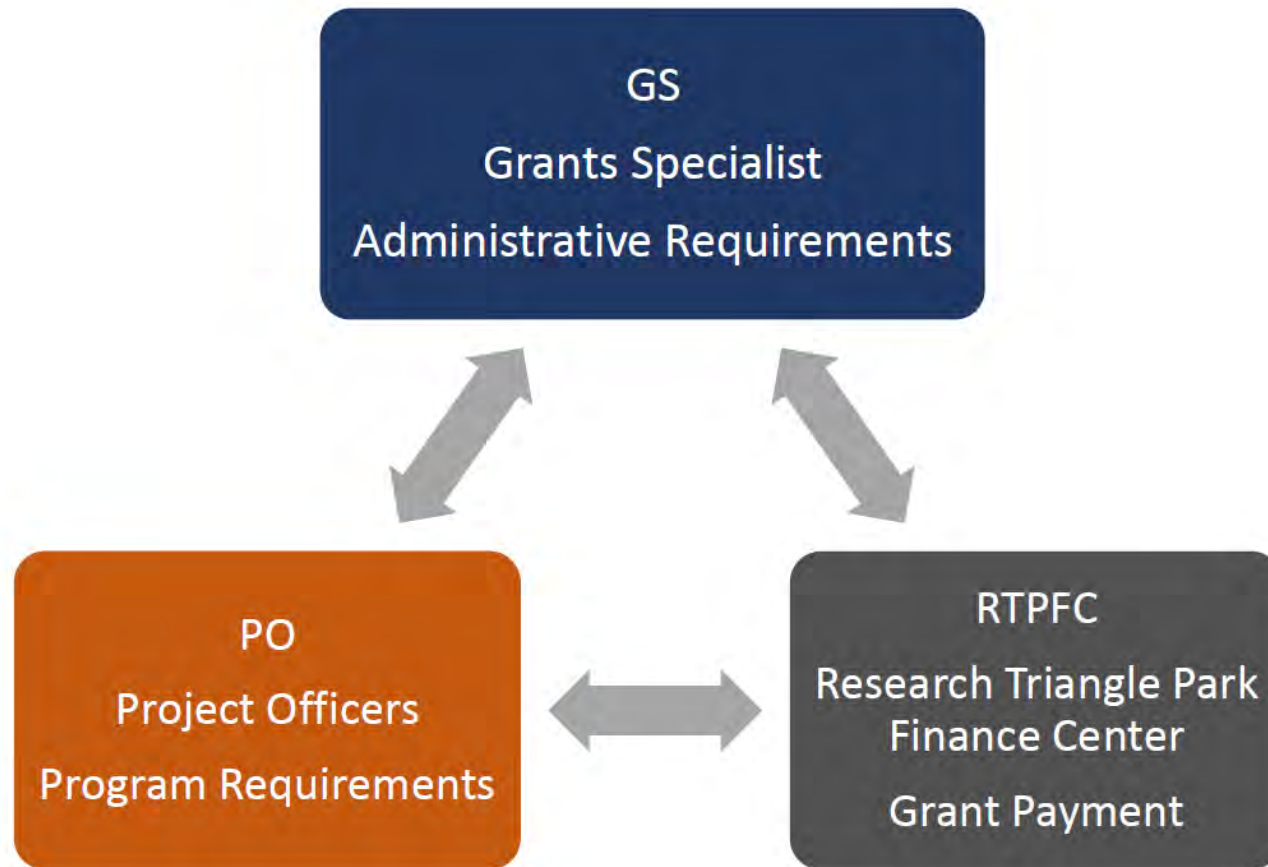 GS
Grants Specialist
Administrative Requirements
PO
Project Officers
Program Requirements
RTPFC
Research Triangle Park
Finance Center
Grant Payment